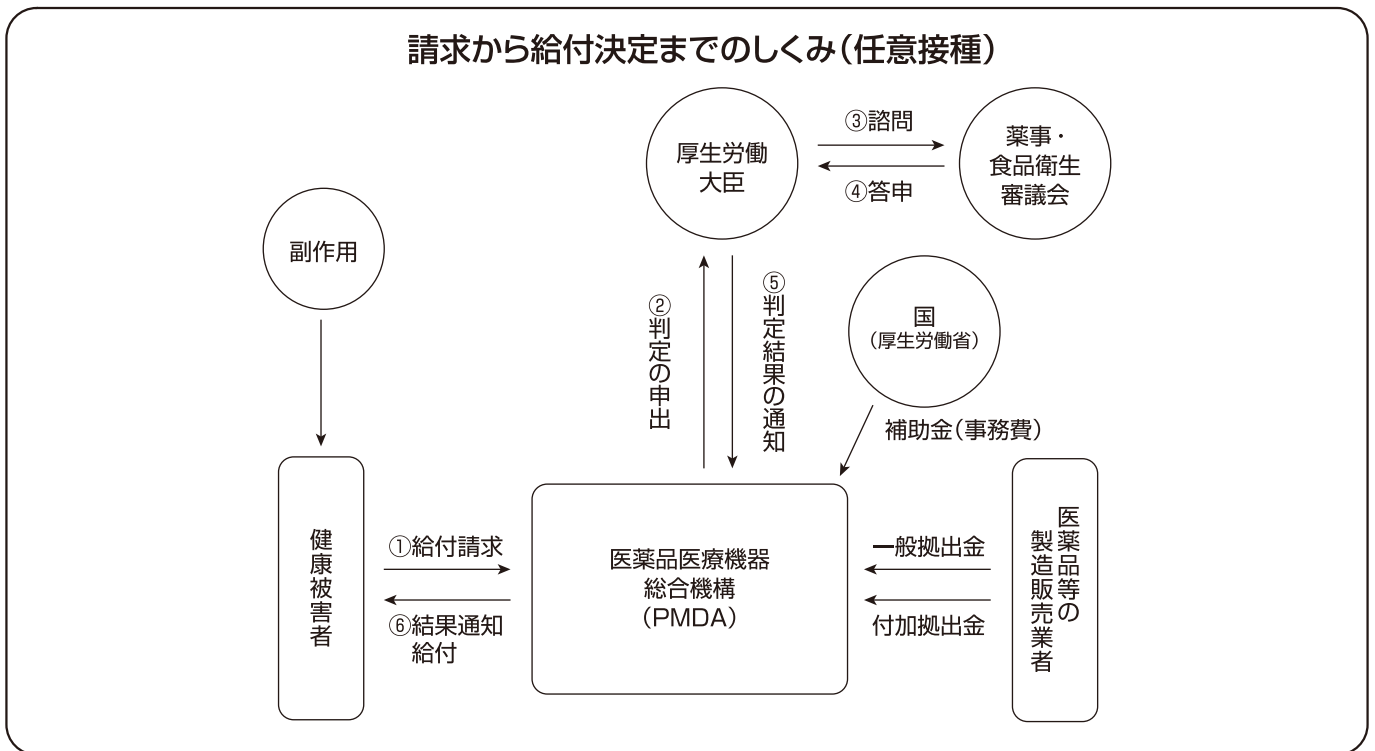 請求から給付決定までのしくみ(任意接種)
厚生労働
大臣
③諮問
④答申
薬事・
食品衛生
審議会
副作用
②判定の申出
⑤判定結果の通知
国
(厚生労働省)
補助金(事務費)
健康被害者
①給付請求
⑥結果通知
給付
医薬品医療機器
総合機構
(PMDA)
一般拠出金
付加拠出金
医薬品等の
製造販売業者